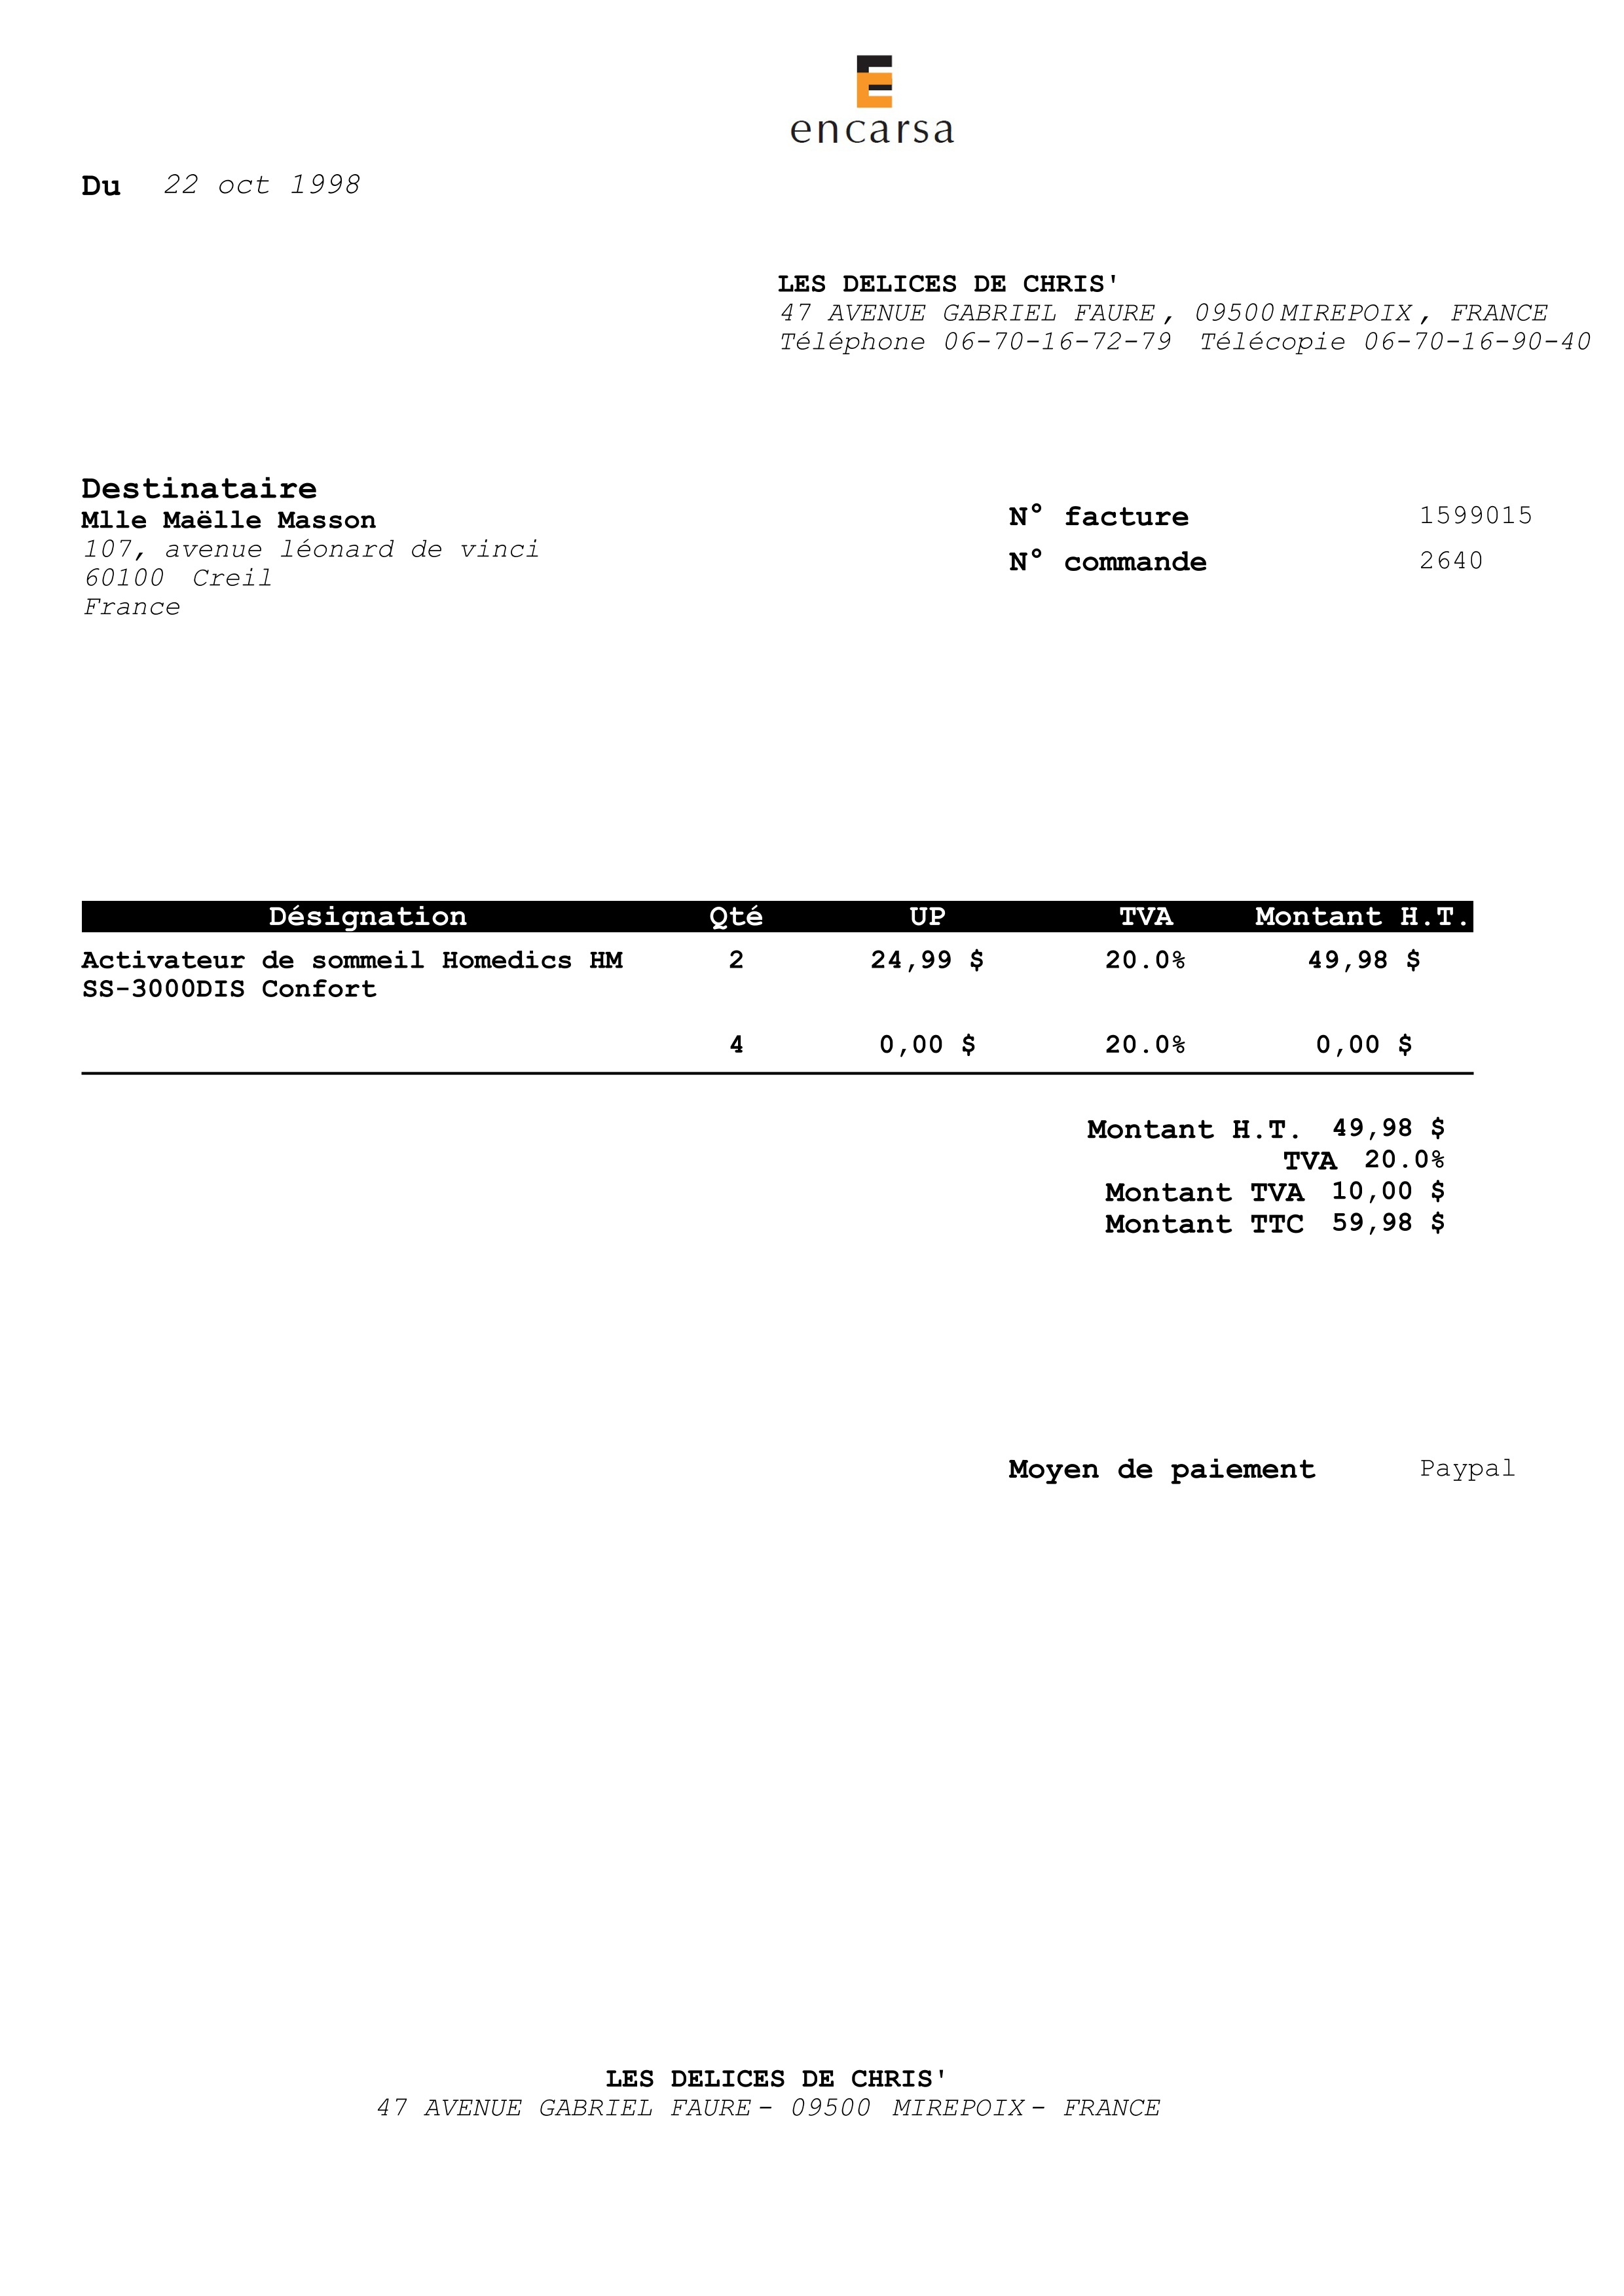 encarsa
Du 22 oct 1998
LES DELICES DE CHRIS'
47 AVENUE GABRIEL FAURE, 09500 MIREPOIX, FRANCE
Téléphone 06-70-16-72-79 Télécopie 06-70-16-90-40
Destinataire
Mlle Maëlle Masson
107, avenue léonard de vinci
60100 Creil
France
N° facture 1599015
N° commande 2640
Désignation Qté UP TVA Montant H.T.
Activateur de sommeil Homedics HM 2 24,99 $ 20.0% 49,98 $
SS-3000DIS Confort
4 0,00 $ 20.0% 0,00 $
Montant H.T. 49,98 $
TVA 20.0%
Montant TVA 10,00 $
Montant TTC 59,98 $
Moyen de paiement Paypal
LES DELICES DE CHRIS'
47 AVENUE GABRIEL FAURE - 09500 MIREPOIX - FRANCE